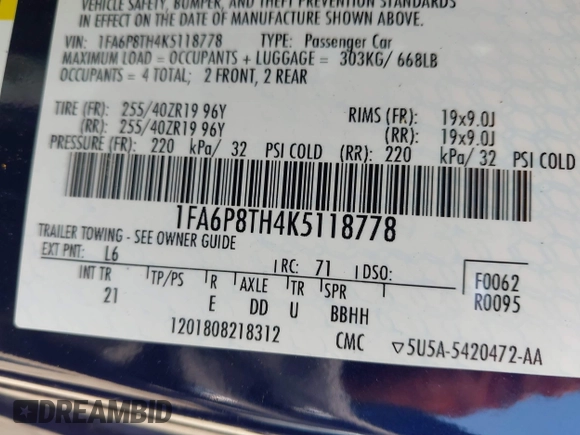 VEHICLE SAFETY, BUMPER, AND THEFT PREVENTION STANDARDS
IN EFFECT ON THE DATE OF MANUFACTURE SHOWN ABOVE.
VIN: 1FA6P8TH4K5118778 TYPE: Passenger Car
MAXIMUM LOAD = OCCUPANTS + LUGGAGE = 303KG/ 668LB
OCCUPANTS = 4 TOTAL; 2 FRONT, 2 REAR
TIRE (FR): 255/40ZR19 96Y RIMS (FR): 19x9.0J
(RR): 255/40ZR19 96Y (RR): 19x9.0J
PRESSURE (FR): 220 kPa/ 32 PSI COLD (RR): 220 kPa/ 32 PSI COLD
1FA6P8TH4K5118778
TRAILER TOWING - SEE OWNER GUIDE
EXT PNT: L6 RC: 71 DSO: F0062
INT TR TP/PS R AXLE TR SPR R0095
21 E DD U BBHH
1201808218312 CMC ▽5U5A-5420472-AA
DREAMBID